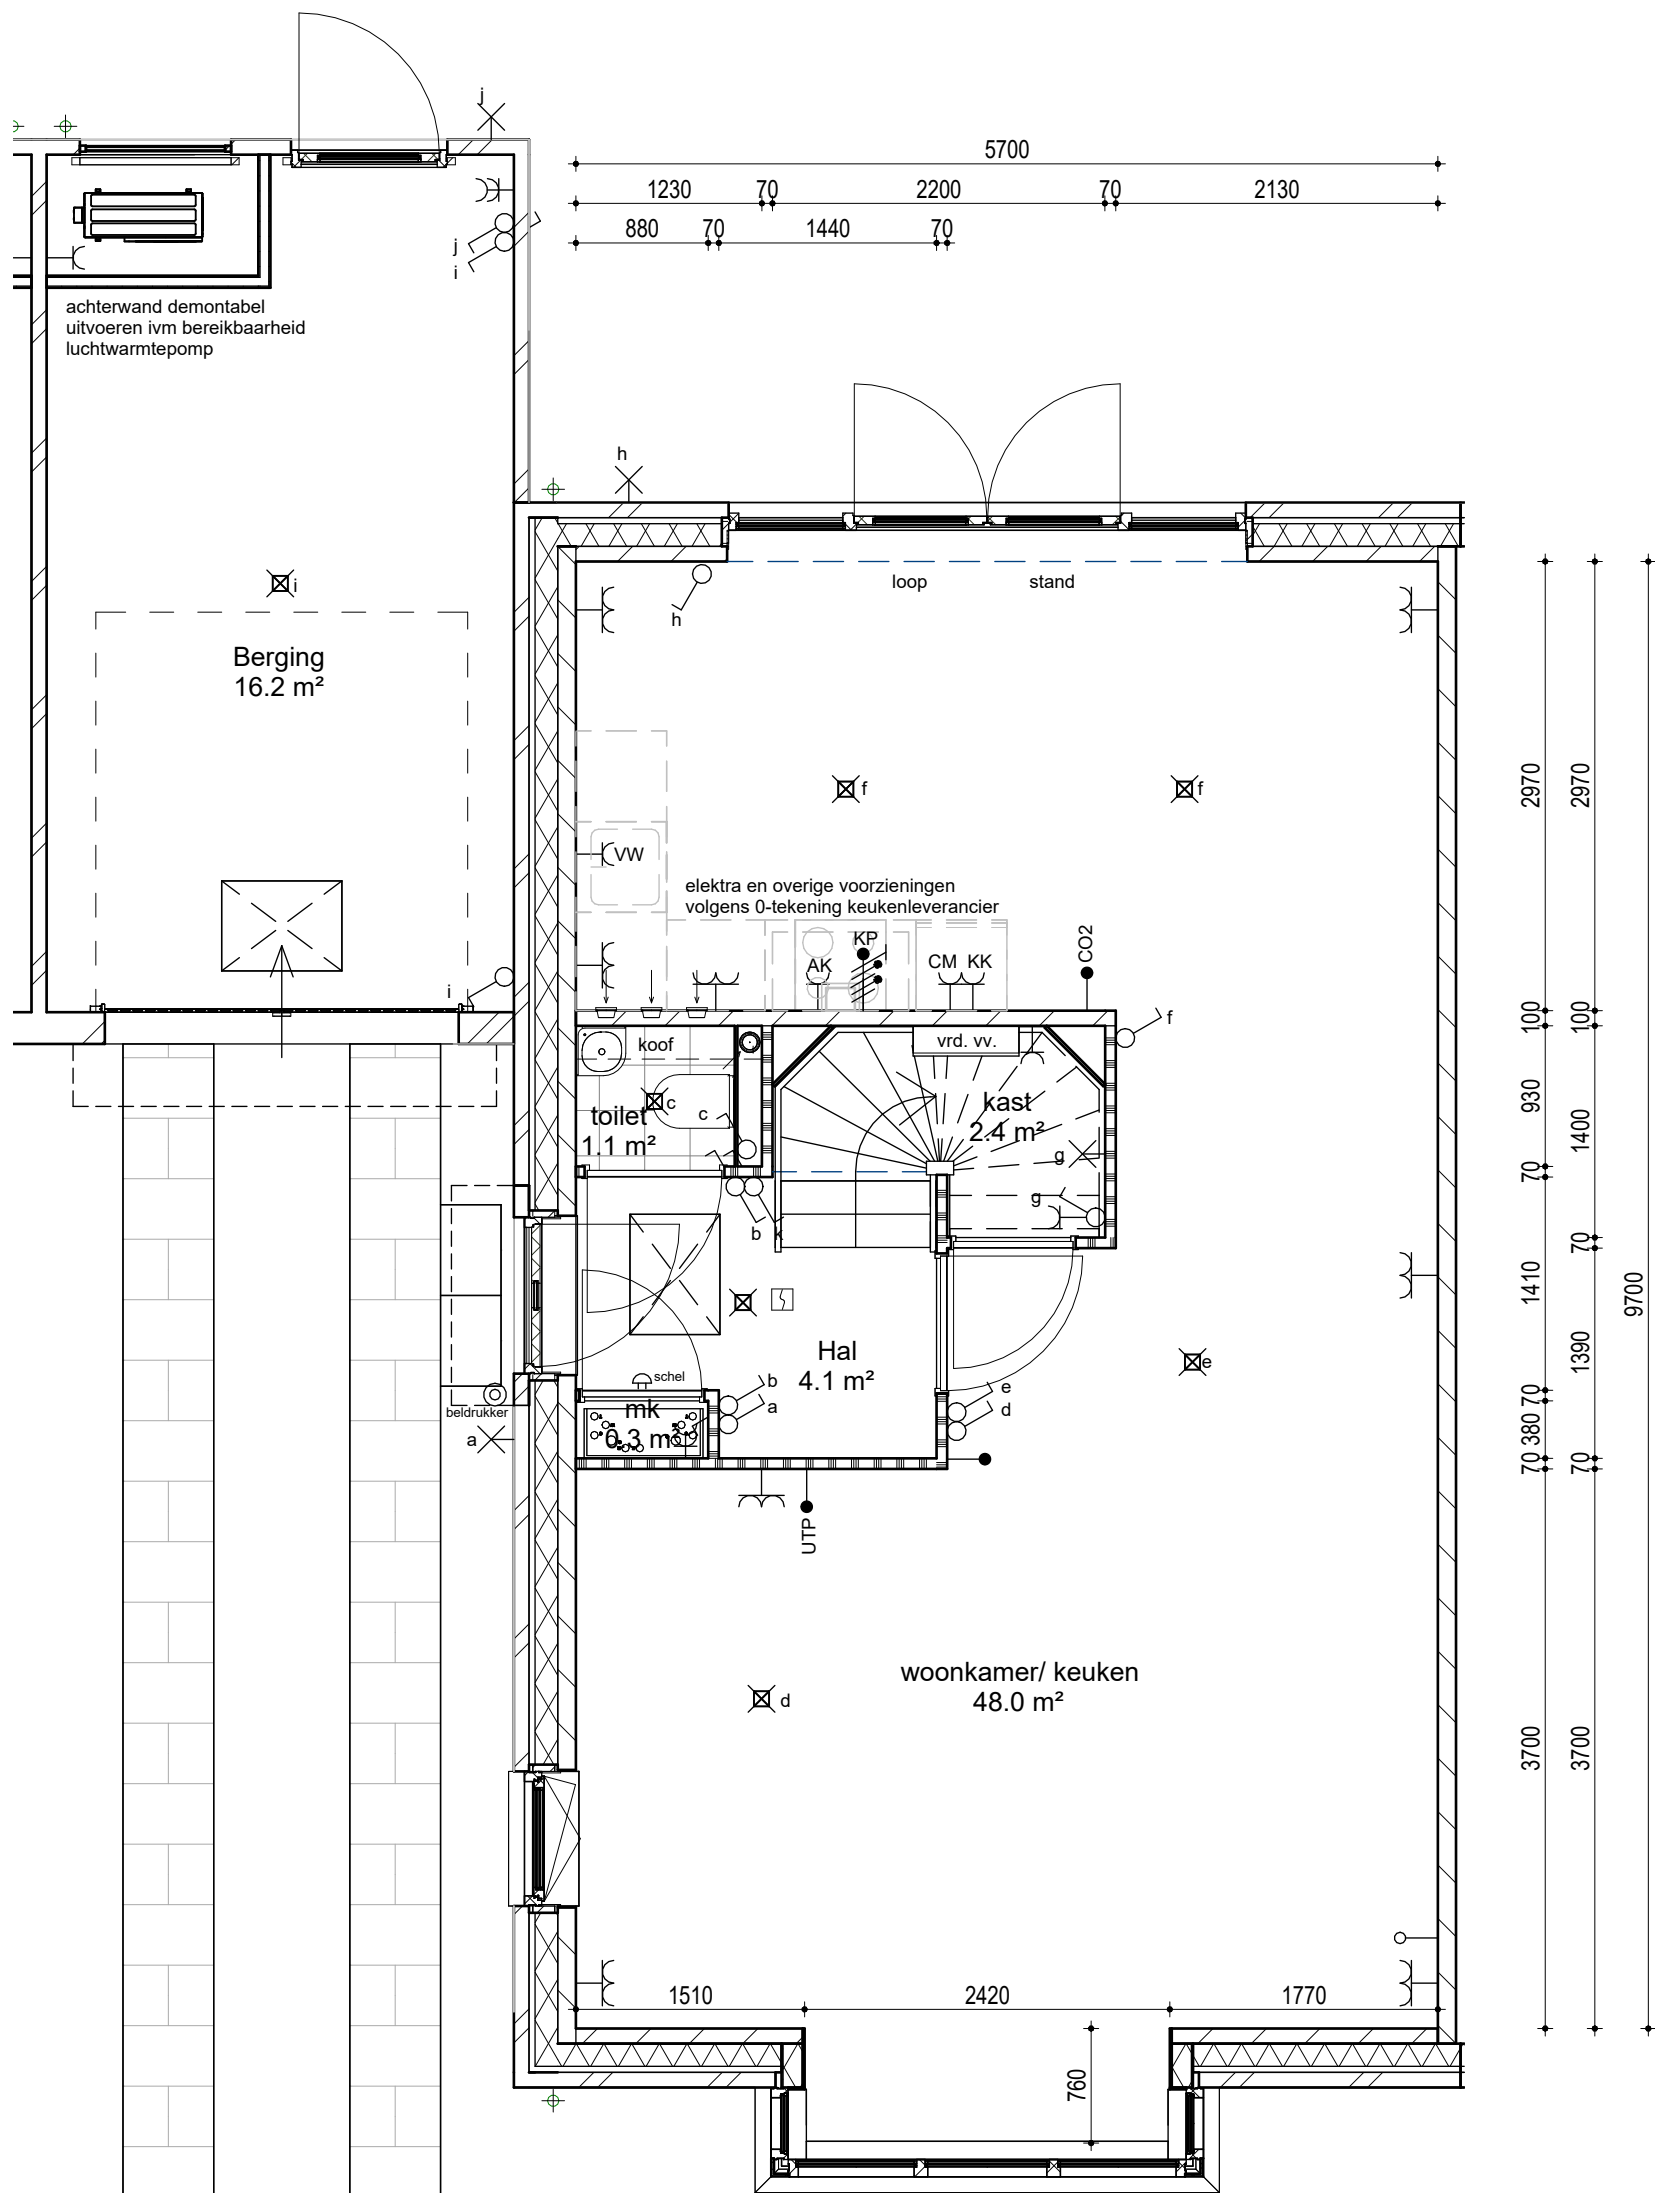 j
5700
1230 70 2200 70 2130
880 70 1440 70
j
i
achterwand demontabel
uitvoeren ivm bereikbaarheid
luchtwarmtepomp
h
loop stand
h
i
Berging
16.2 m²
2970 2970
f f
VW
elektra en overige voorzieningen
volgens 0-tekening keukenleverancier
KP
CO2
AK CM KK
i
100 100
f
koof vrd. vv.
c
c
toilet
1.1 m²
kast
2.4 m²
930 1400
g
70
g
b k
70
1410 1390 9700
Hal
4.1 m²
e
schel
b
a
e
d
mk
0.3 m²
beldrukker
a
70
380
70 70
UTP
woonkamer/ keuken
48.0 m²
d
3700 3700
1510 2420 1770
760